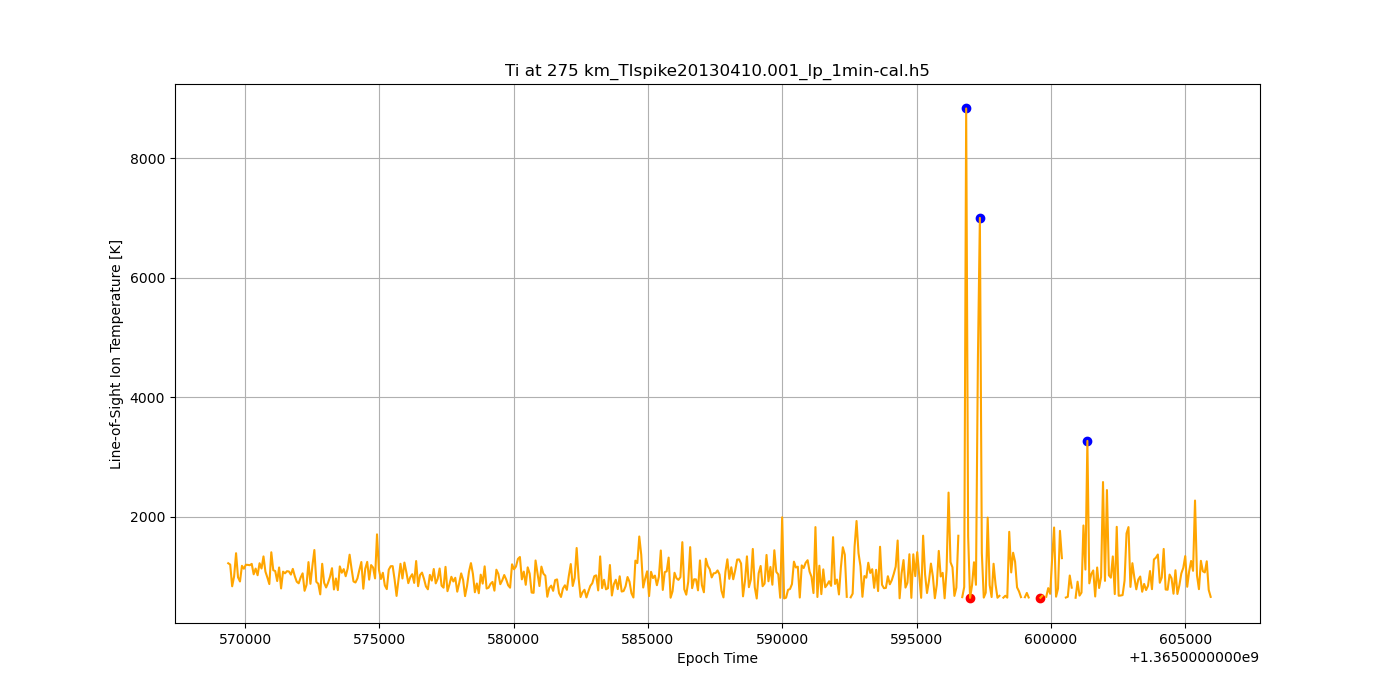 Ti at 275 km_TIspike20130410.001_lp_1min-cal.h5
Line-of-Sight Ion Temperature [K]
8000
6000
4000
2000
570000 575000 580000 585000 590000 595000 600000 605000
Epoch Time
+1.3650000000e9